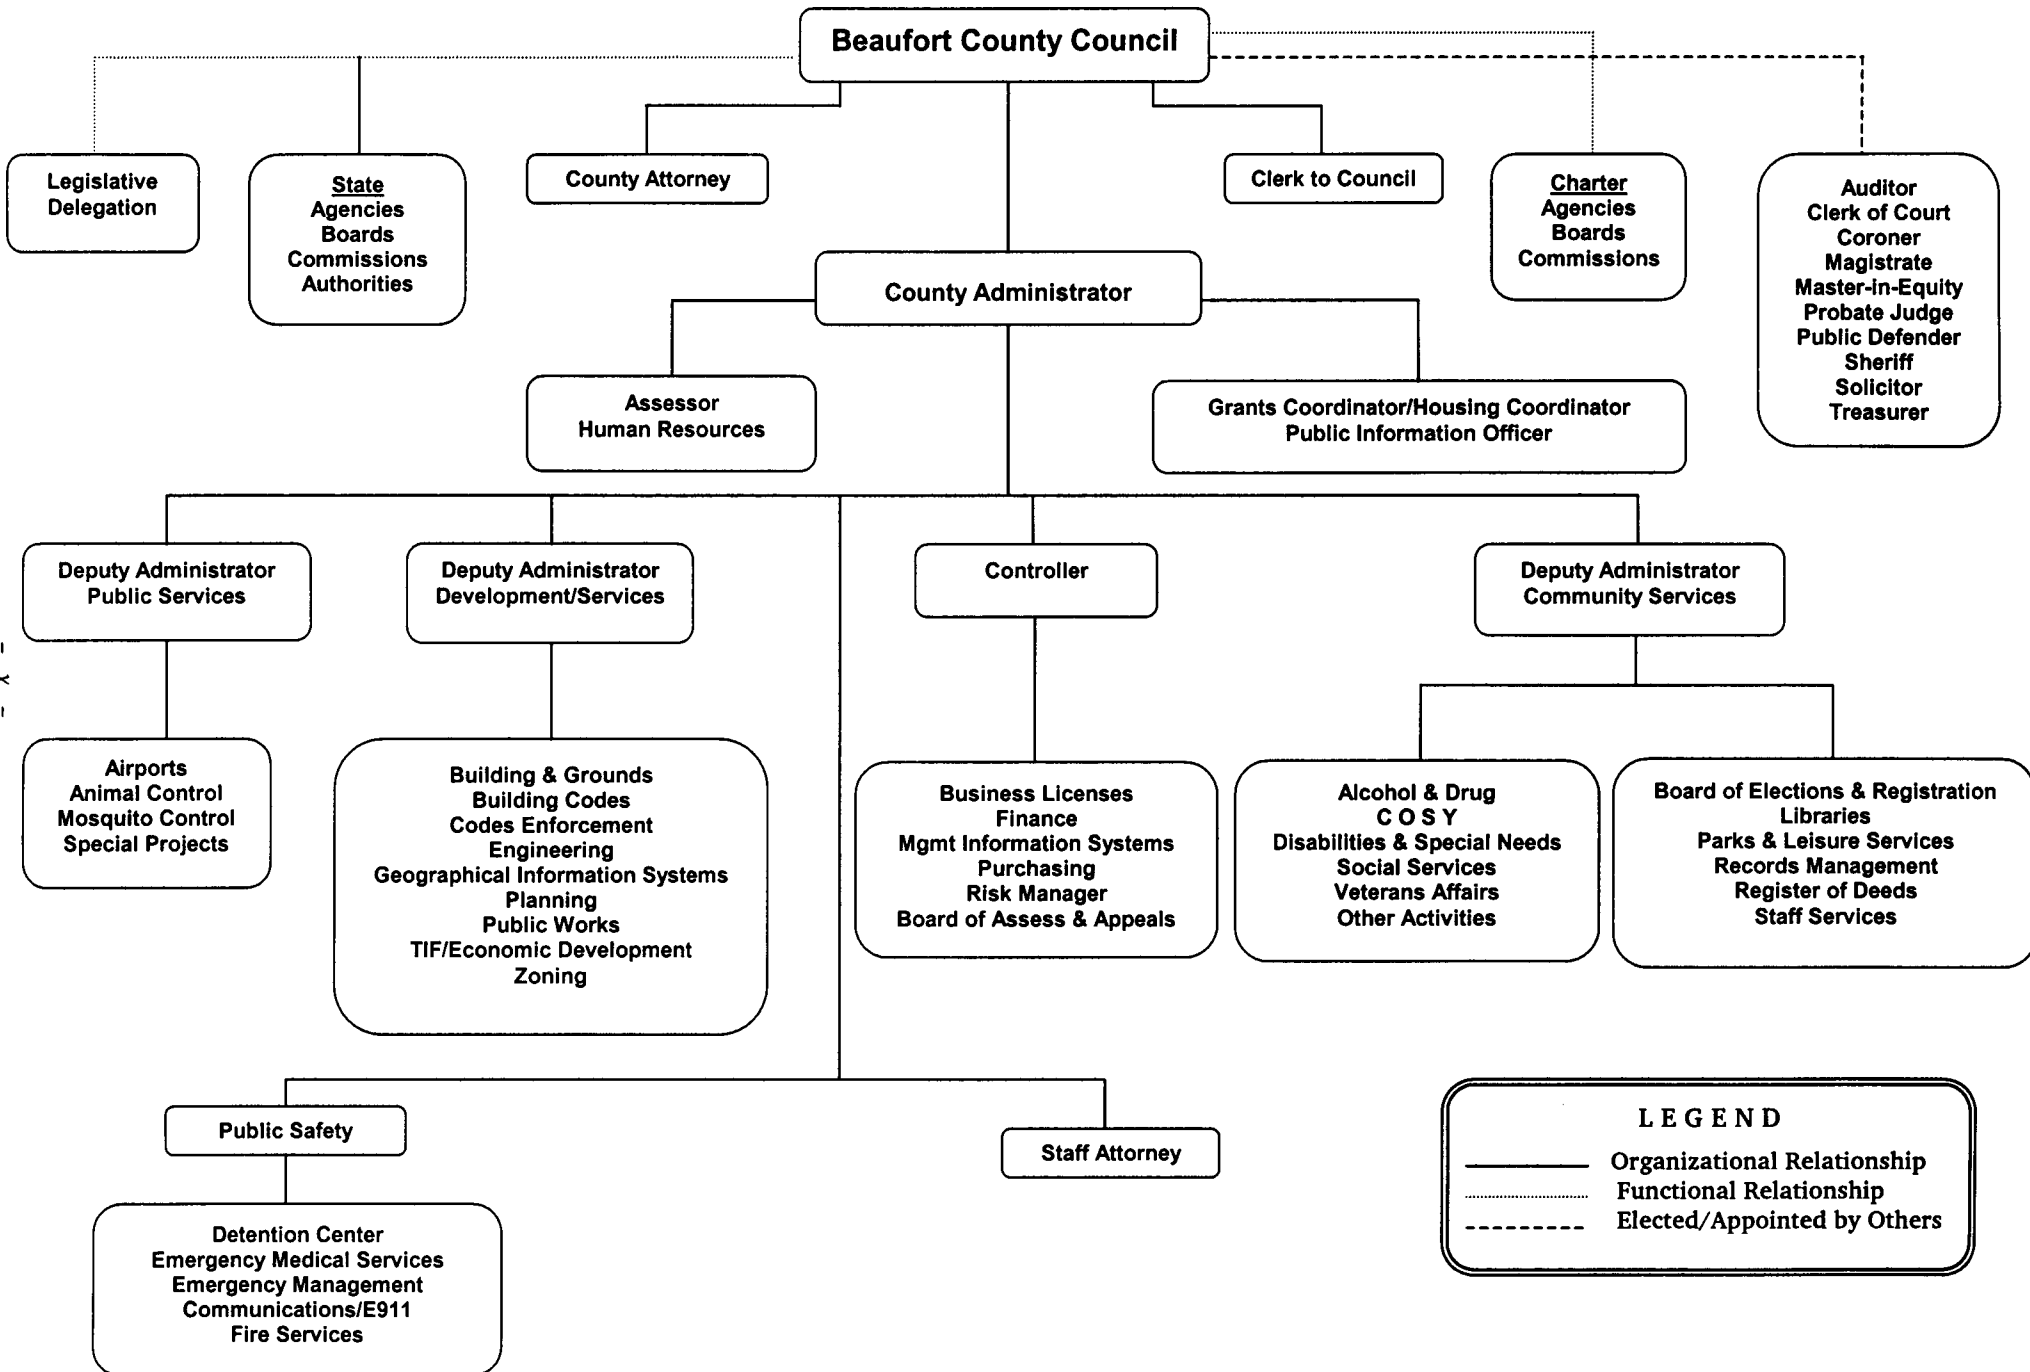 Beaufort County Council
Legislative
Delegation
State
Agencies
Boards
Commissions
Authorities
County Attorney
Clerk to Council
Charter
Agencies
Boards
Commissions
Auditor
Clerk of Court
Coroner
Magistrate
Master-in-Equity
Probate Judge
Public Defender
Sheriff
Solicitor
Treasurer
County Administrator
Assessor
Human Resources
Grants Coordinator/Housing Coordinator
Public Information Officer
Deputy Administrator
Public Services
Deputy Administrator
Development/Services
Controller
Deputy Administrator
Community Services
Airports
Animal Control
Mosquito Control
Special Projects
Building & Grounds
Building Codes
Codes Enforcement
Engineering
Geographical Information Systems
Planning
Public Works
TIF/Economic Development
Zoning
Business Licenses
Finance
Mgmt Information Systems
Purchasing
Risk Manager
Board of Assess & Appeals
Alcohol & Drug
C O S Y
Disabilities & Special Needs
Social Services
Veterans Affairs
Other Activities
Board of Elections & Registration
Libraries
Parks & Leisure Services
Records Management
Register of Deeds
Staff Services
Public Safety
Staff Attorney
Detention Center
Emergency Medical Services
Emergency Management
Communications/E911
Fire Services
L E G E N D
Organizational Relationship
Functional Relationship
Elected/Appointed by Others